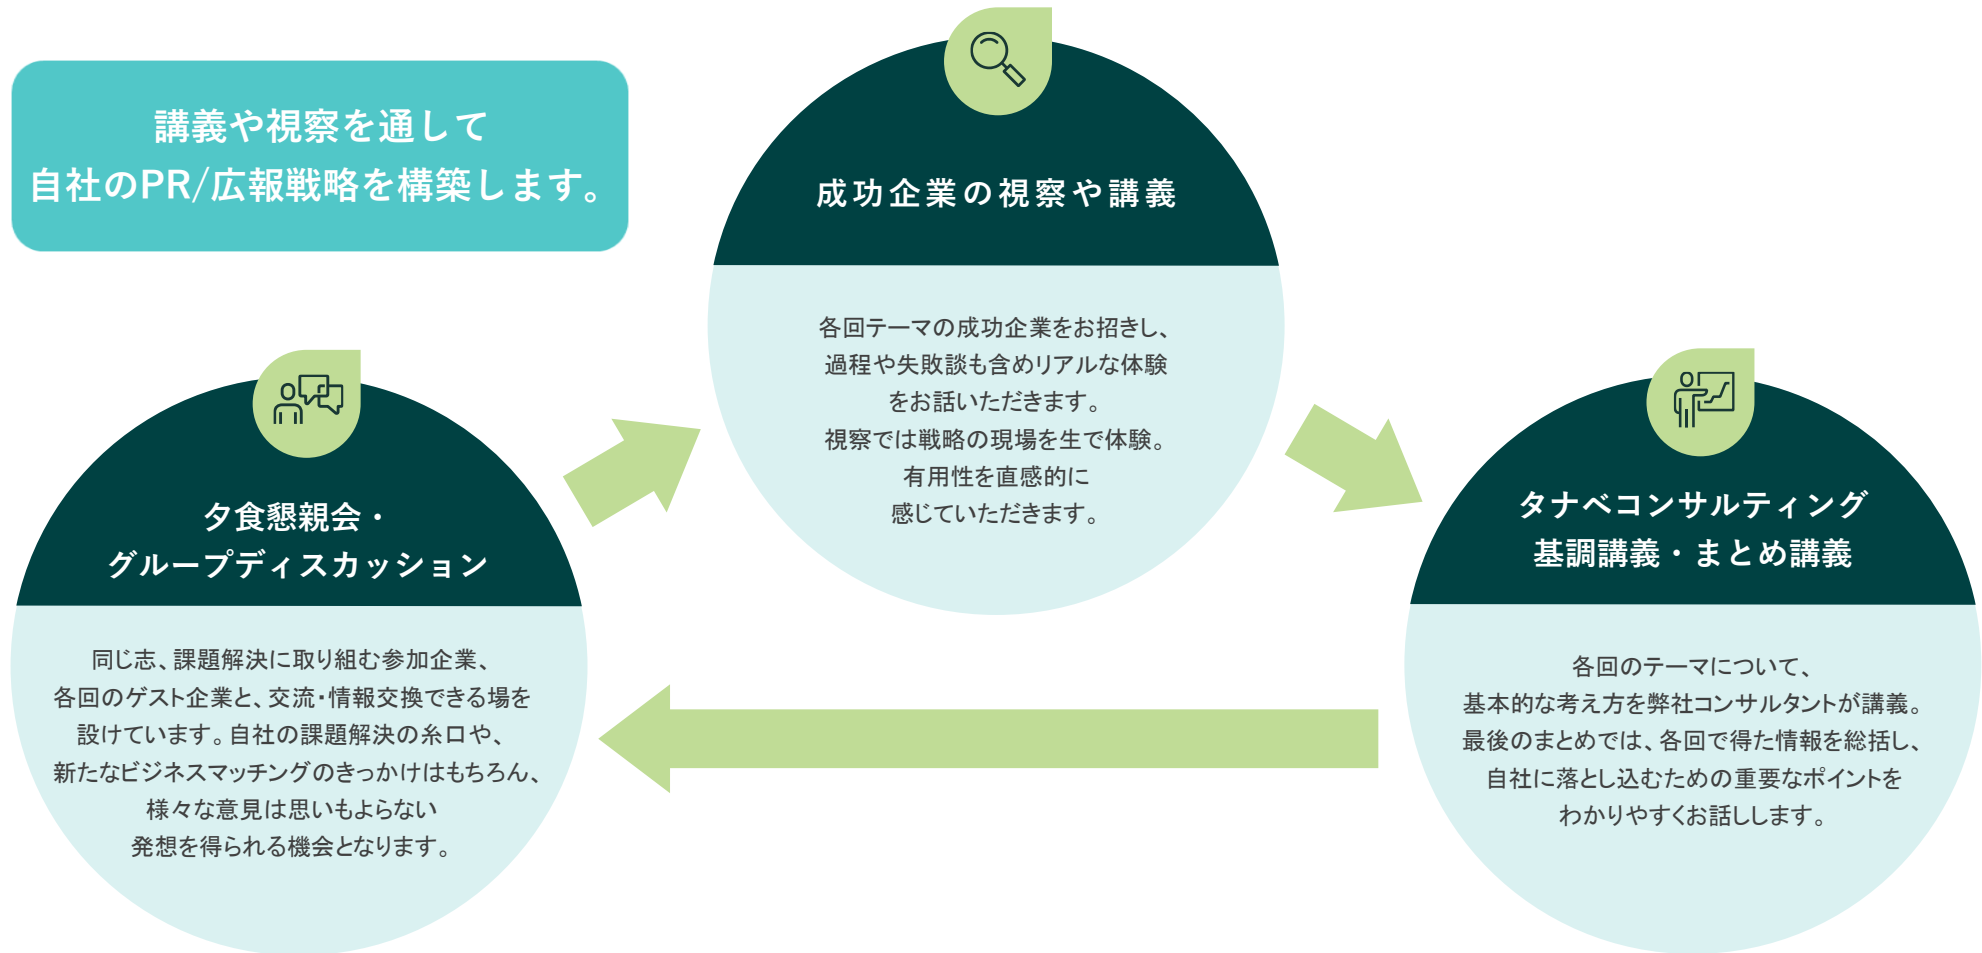 講義や視察を通して
自社のPR/広報戦略を構築します。
成功企業の視察や講義
各回テーマの成功企業をお招きし、
過程や失敗談も含めリアルな体験
をお話いただきます。
視察では戦略の現場を生で体験。
有用性を直感的に
感じていただきます。
夕食懇親会・
グループディスカッション
同じ志、課題解決に取り組む参加企業、
各回のゲスト企業と、交流・情報交換できる場を
設けています。自社の課題解決の糸口や、
新たなビジネスマッチングのきっかけはもちろん、
様々な意見は思いもよらない
発想を得られる機会となります。
タナベコンサルティング
基調講義・まとめ講義
各回のテーマについて、
基本的な考え方を弊社コンサルタントが講義。
最後のまとめでは、各回で得た情報を総括し、
自社に落とし込むための重要なポイントを
わかりやすくお話しします。